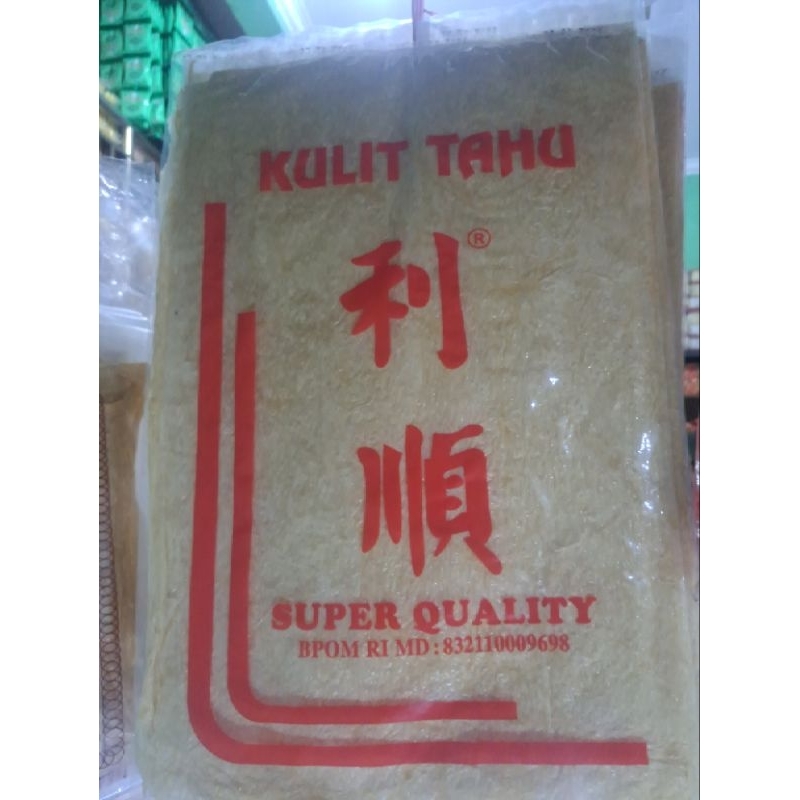 KULIT TAHU
利®
順
SUPER QUALITY
BPOM RI MD : 832110009698